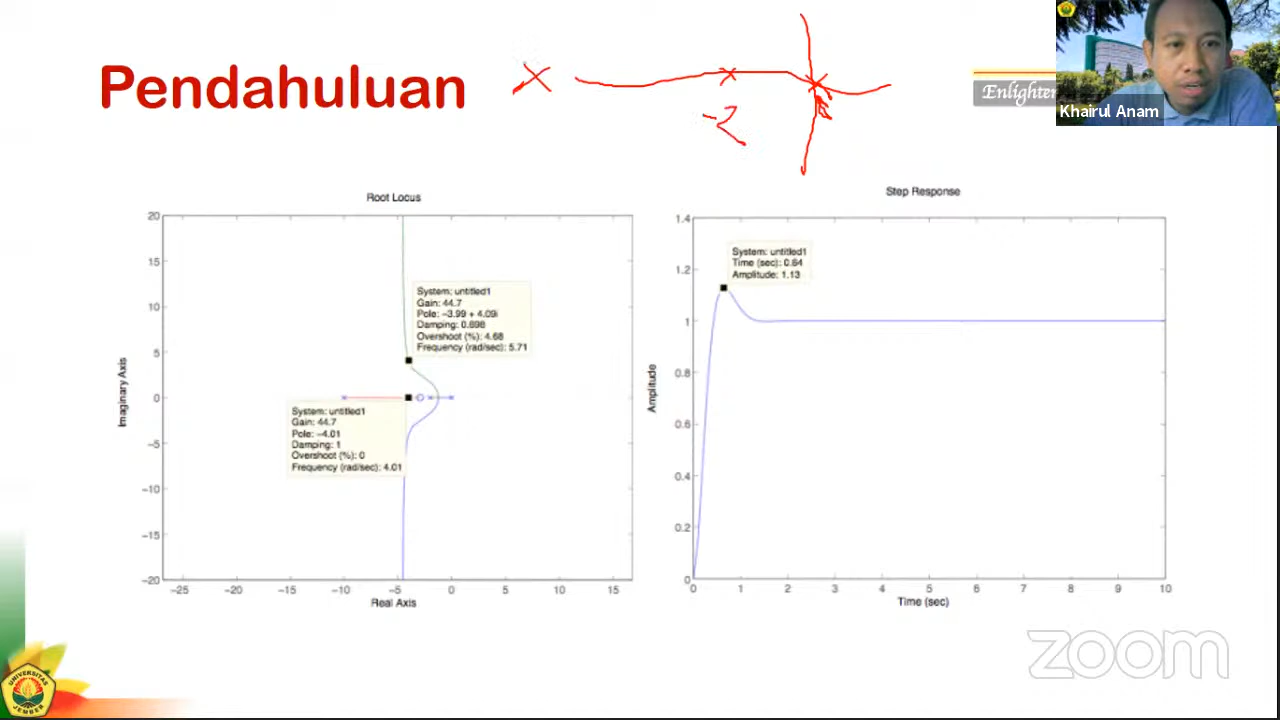 Pendahuluan
-2
Enlighten
Khairul Anam
Root Locus
20
15
10
5
0
-5
-10
-15
-20
-25
-20
-15
-10
-5
0
5
10
15
Real Axis
Imaginary Axis
System: untitled1
Gain: 44.7
Pole: -3.99 + 4.09i
Damping: 0.698
Overshoot (%): 4.68
Frequency (rad/sec): 5.71
System: untitled1
Gain: 44.7
Pole: -4.01
Damping: 1
Overshoot (%): 0
Frequency (rad/sec): 4.01
Step Response
1.4
1.2
1
0.8
0.6
0.4
0.2
0
0
1
2
3
4
5
6
7
8
9
10
Time (sec)
Amplitude
System: untitled1
Time (sec): 0.64
Amplitude: 1.13
zoom
UNIVERSITAS
JEMBER